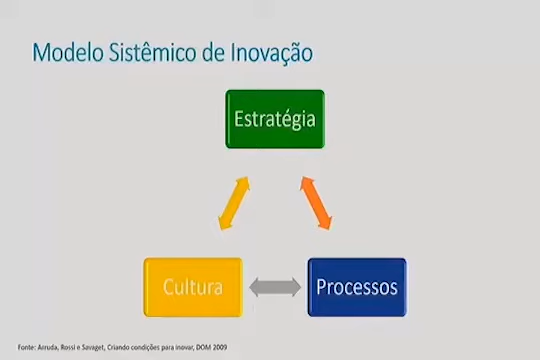 Modelo Sistêmico de Inovação
Estratégia
Cultura
Processos
Fonte: Arruda, Rossi e Savaget, Criando condições para inovar, DOM 2009